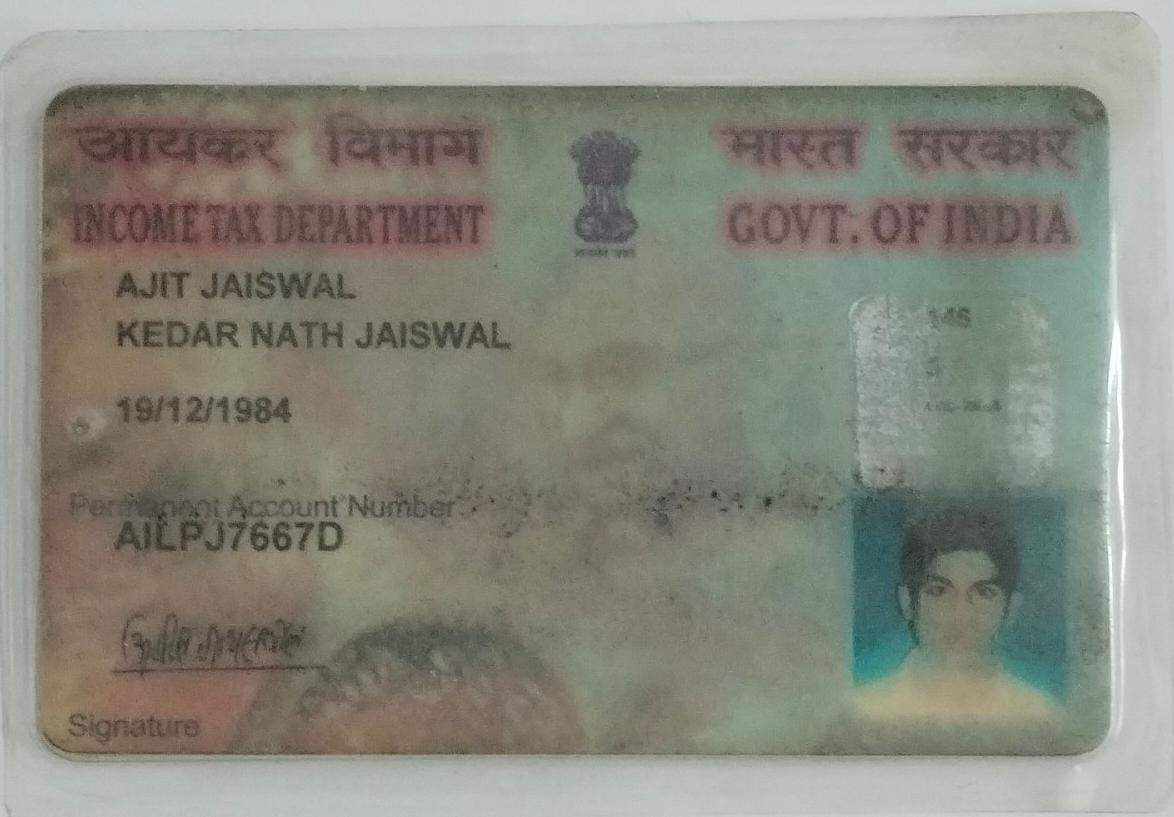 आयकर विभाग
भारत सरकार
INCOME TAX DEPARTMENT
GOVT. OF INDIA
AJIT JAISWAL
KEDAR NATH JAISWAL
19/12/1984
Permanent Account Number
AILPJ7667D
Signature